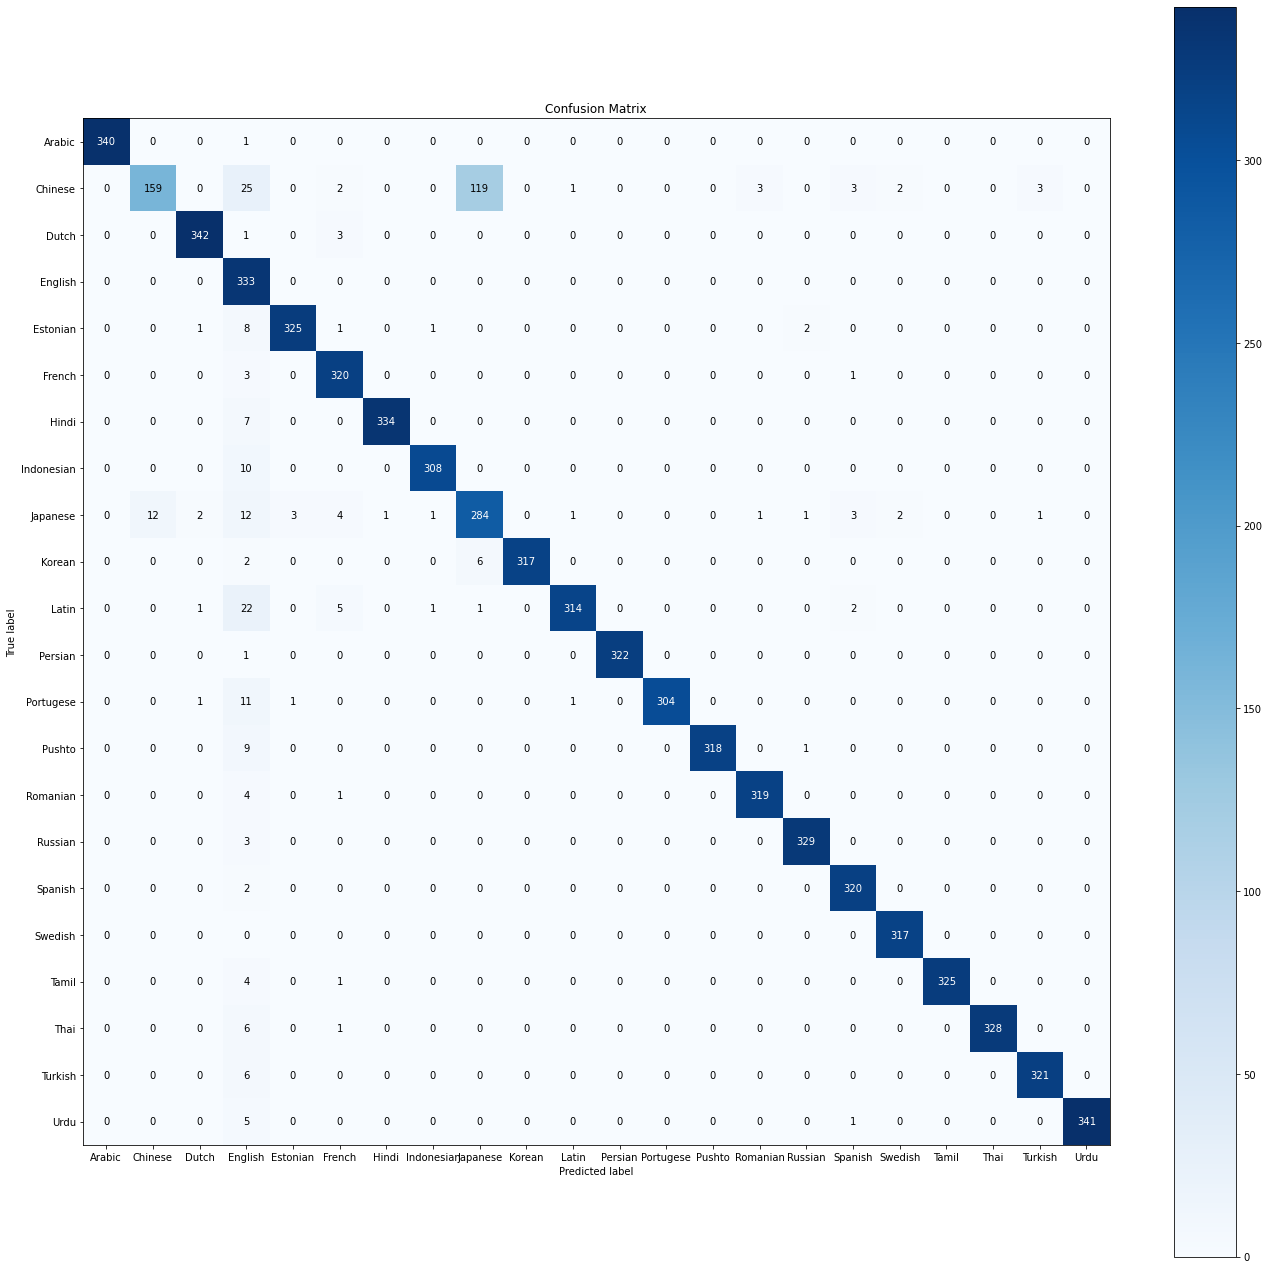 Confusion Matrix
Arabic 340 0 0 1 0 0 0 0 0 0 0 0 0 0 0 0 0 0 0 0 0 0
Chinese 0 159 0 25 0 2 0 0 119 0 1 0 0 0 3 0 3 2 0 0 3 0
Dutch 0 0 342 1 0 3 0 0 0 0 0 0 0 0 0 0 0 0 0 0 0 0
English 0 0 0 333 0 0 0 0 0 0 0 0 0 0 0 0 0 0 0 0 0 0
Estonian 0 0 1 8 325 1 0 1 0 0 0 0 0 0 0 2 0 0 0 0 0 0
French 0 0 0 3 0 320 0 0 0 0 0 0 0 0 0 0 1 0 0 0 0 0
Hindi 0 0 0 7 0 0 334 0 0 0 0 0 0 0 0 0 0 0 0 0 0 0
Indonesian 0 0 0 10 0 0 0 308 0 0 0 0 0 0 0 0 0 0 0 0 0 0
Japanese 0 12 2 12 3 4 1 1 284 0 1 0 0 0 1 1 3 2 0 0 1 0
Korean 0 0 0 2 0 0 0 0 6 317 0 0 0 0 0 0 0 0 0 0 0 0
Latin 0 0 1 22 0 5 0 1 1 0 314 0 0 0 0 0 2 0 0 0 0 0
Persian 0 0 0 1 0 0 0 0 0 0 0 322 0 0 0 0 0 0 0 0 0 0
Portugese 0 0 1 11 1 0 0 0 0 0 1 0 304 0 0 0 0 0 0 0 0 0
Pushto 0 0 0 9 0 0 0 0 0 0 0 0 0 318 0 1 0 0 0 0 0 0
Romanian 0 0 0 4 0 1 0 0 0 0 0 0 0 0 319 0 0 0 0 0 0 0
Russian 0 0 0 3 0 0 0 0 0 0 0 0 0 0 0 329 0 0 0 0 0 0
Spanish 0 0 0 2 0 0 0 0 0 0 0 0 0 0 0 0 320 0 0 0 0 0
Swedish 0 0 0 0 0 0 0 0 0 0 0 0 0 0 0 0 0 317 0 0 0 0
Tamil 0 0 0 4 0 1 0 0 0 0 0 0 0 0 0 0 0 0 325 0 0 0
Thai 0 0 0 6 0 1 0 0 0 0 0 0 0 0 0 0 0 0 0 328 0 0
Turkish 0 0 0 6 0 0 0 0 0 0 0 0 0 0 0 0 0 0 0 0 321 0
Urdu 0 0 0 5 0 0 0 0 0 0 0 0 0 0 0 0 1 0 0 0 0 341
Arabic Chinese Dutch English Estonian French Hindi Indonesian Japanese Korean Latin Persian Portugese Pushto Romanian Russian Spanish Swedish Tamil Thai Turkish Urdu
Predicted label
True label
300
250
200
150
100
50
0